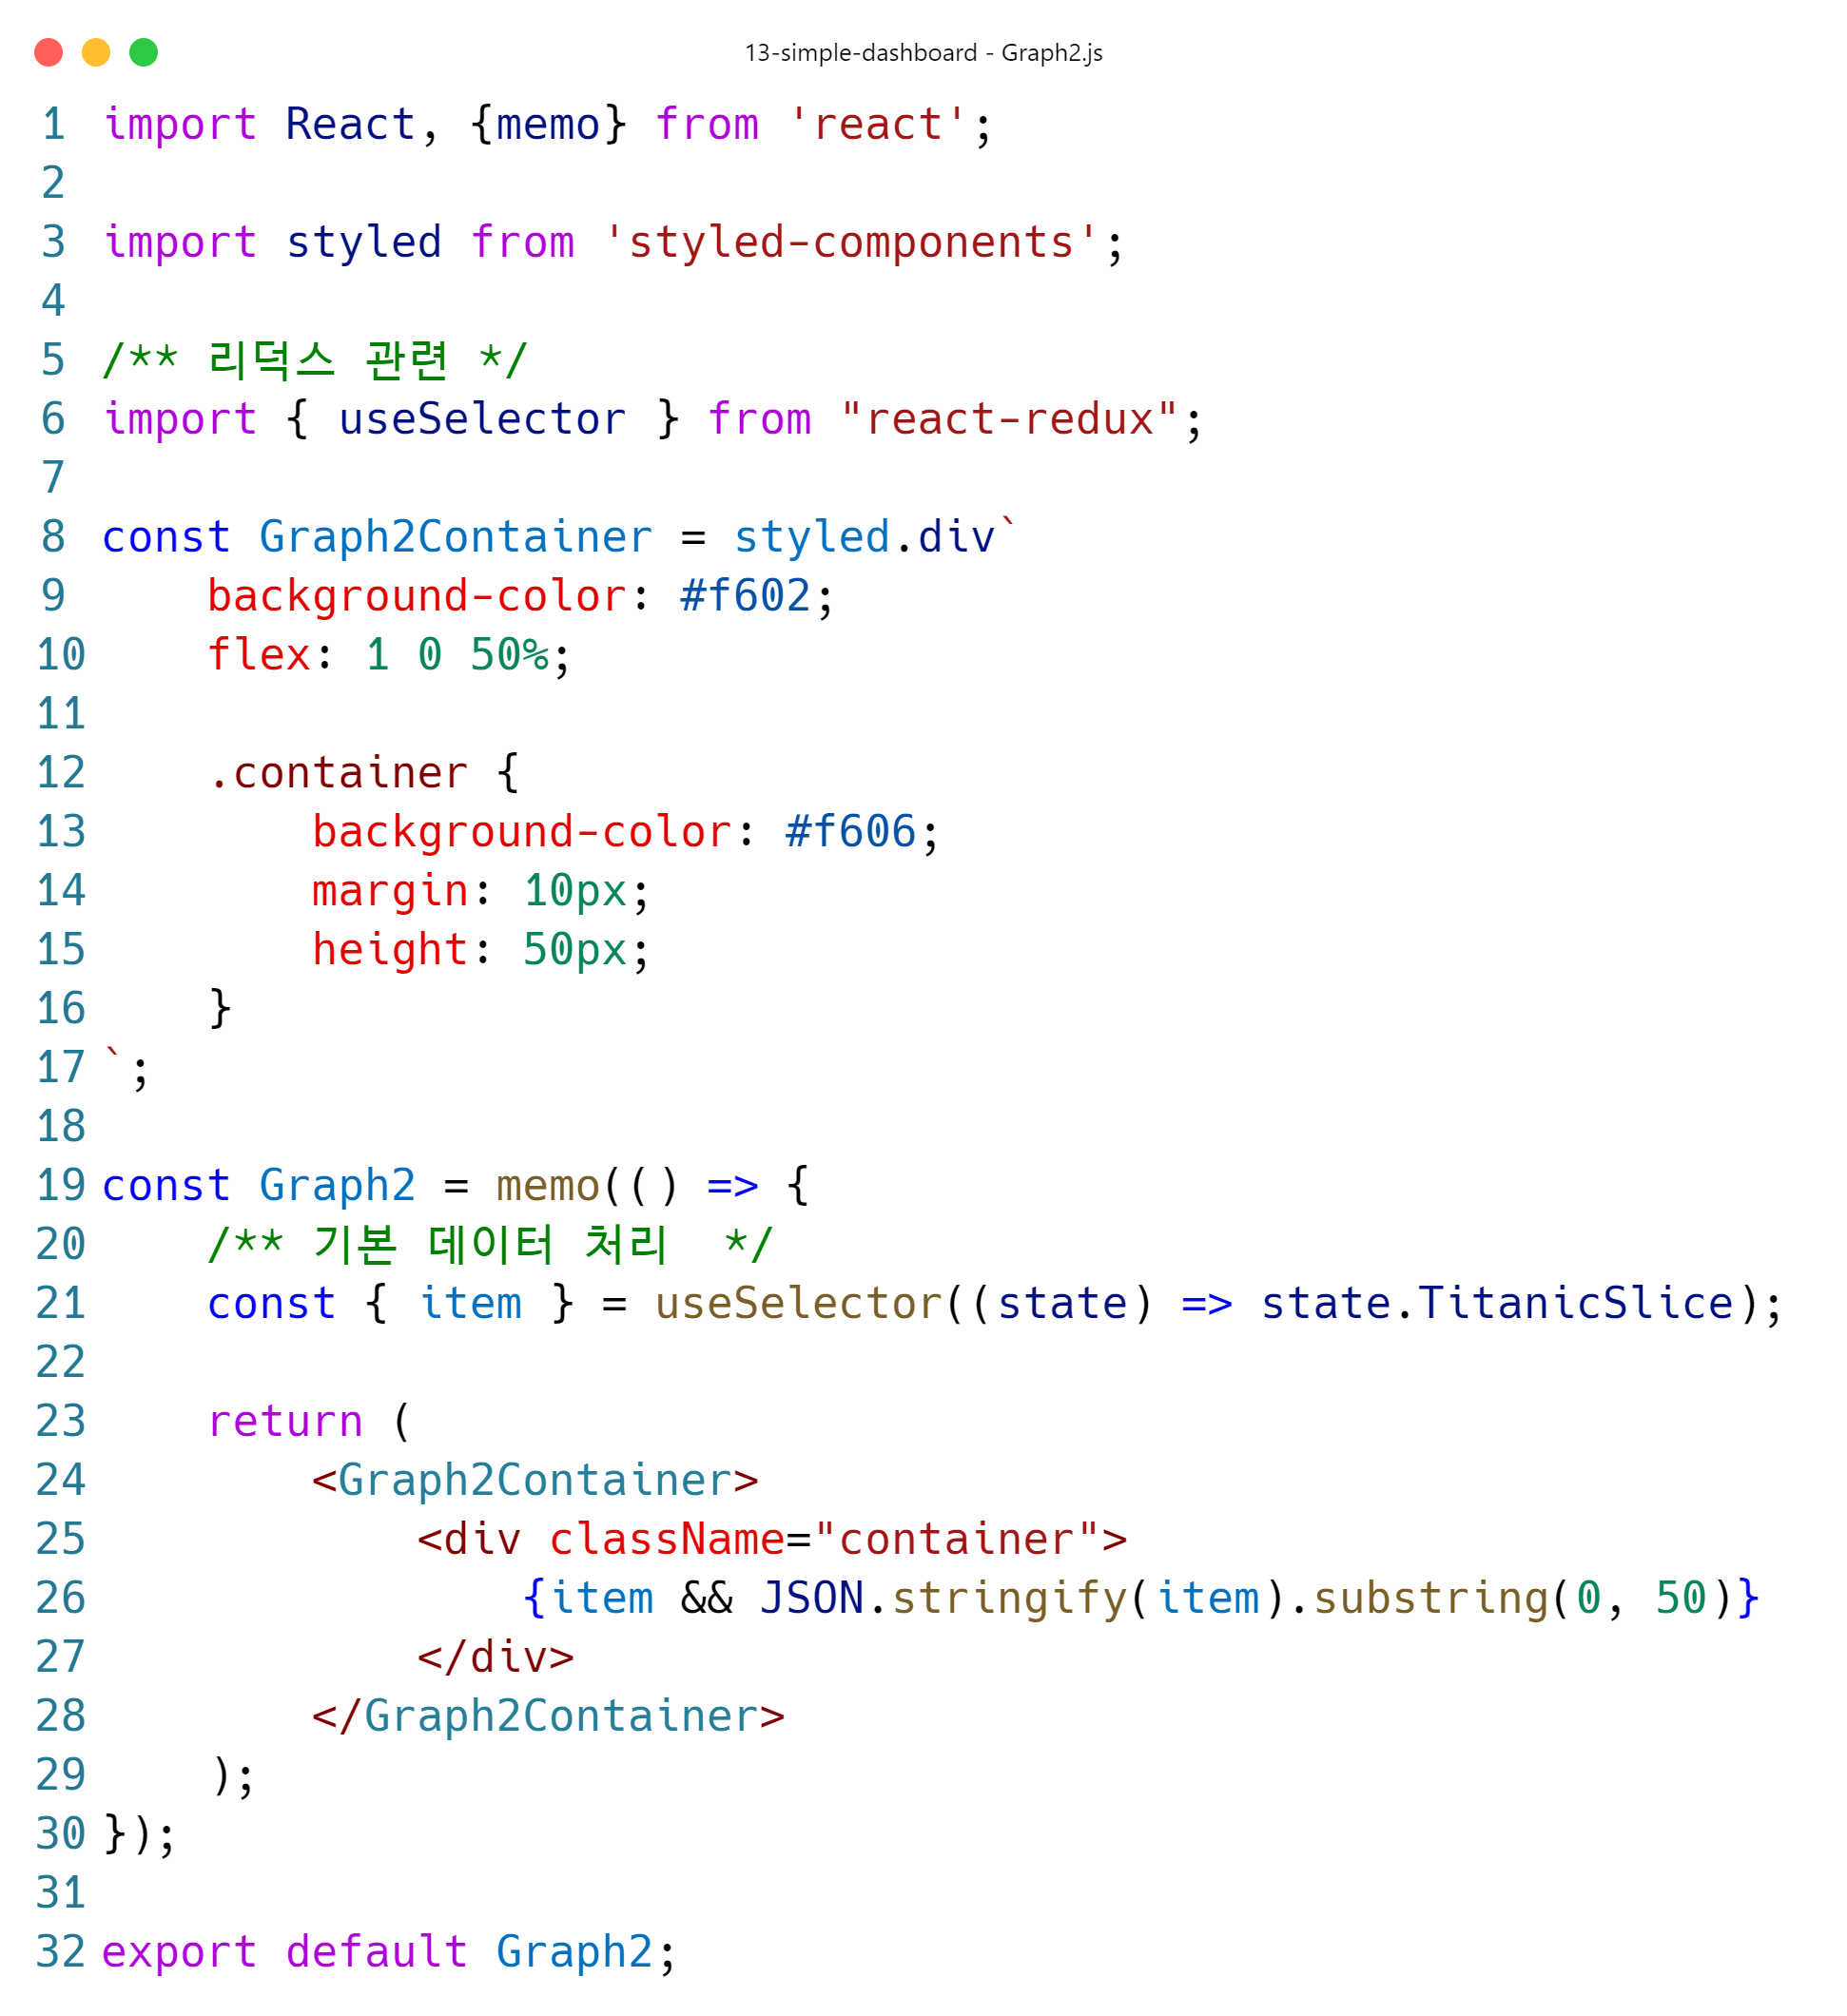 13-simple-dashboard - Graph2.js
1 import React, {memo} from 'react';
2
3 import styled from 'styled-components';
4
5 /** 리덕스 관련 */
6 import { useSelector } from "react-redux";
7
8 const Graph2Container = styled.div`
9     background-color: #f602;
10     flex: 1 0 50%;
11
12     .container {
13         background-color: #f606;
14         margin: 10px;
15         height: 50px;
16     }
17 `;
18
19 const Graph2 = memo(() => {
20     /** 기본 데이터 처리  */
21     const { item } = useSelector((state) => state.TitanicSlice);
22
23     return (
24         <Graph2Container>
25             <div className="container">
26                 {item && JSON.stringify(item).substring(0, 50)}
27             </div>
28         </Graph2Container>
29     );
30 });
31
32 export default Graph2;